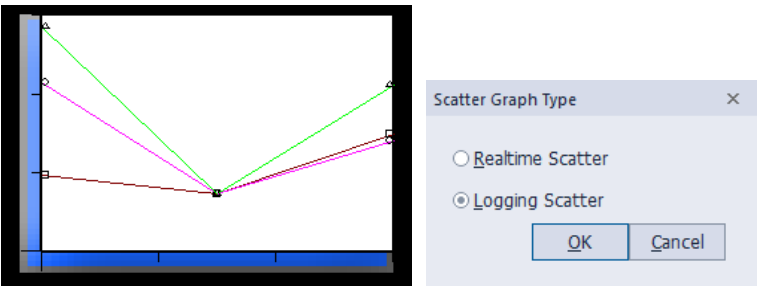 Scatter Graph Type
Realtime Scatter
Logging Scatter
OK
Cancel